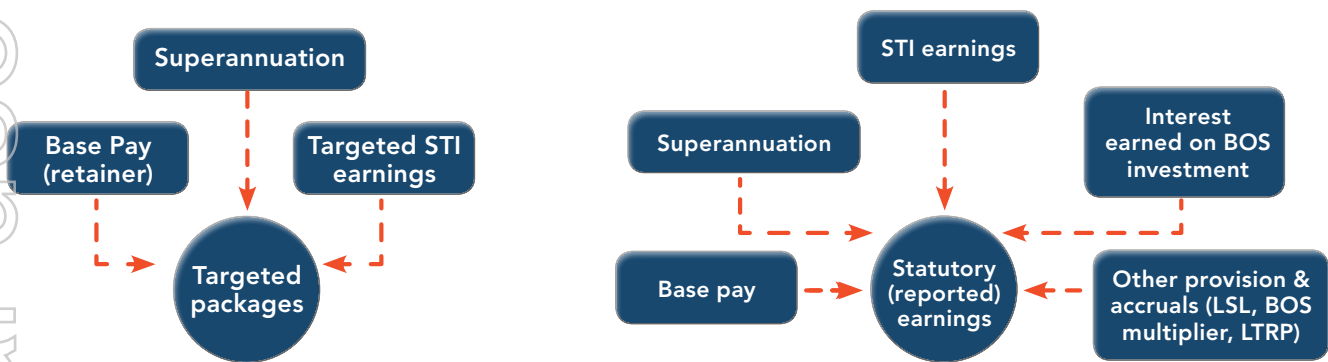 Superannuation
Base Pay
(retainer)
Targeted STI
earnings
Targeted
packages
STI earnings
Superannuation
Interest
earned on BOS
investment
Base pay
Statutory
(reported)
earnings
Other provision &
accruals (LSL, BOS
multiplier, LTRP)